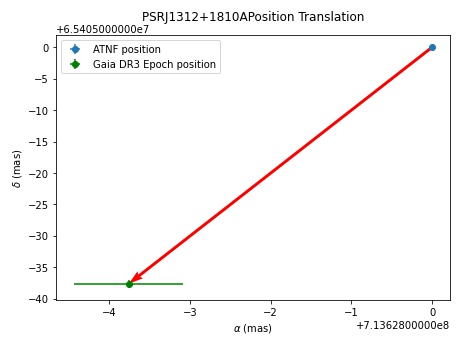 PSRJ1312+1810APosition Translation
+6.5405000000e7
ATNF position
Gaia DR3 Epoch position
0
−5
−10
−15
−20
−25
−30
−35
−40
δ (mas)
−4
−3
−2
−1
0
α (mas)
+7.1362800000e8